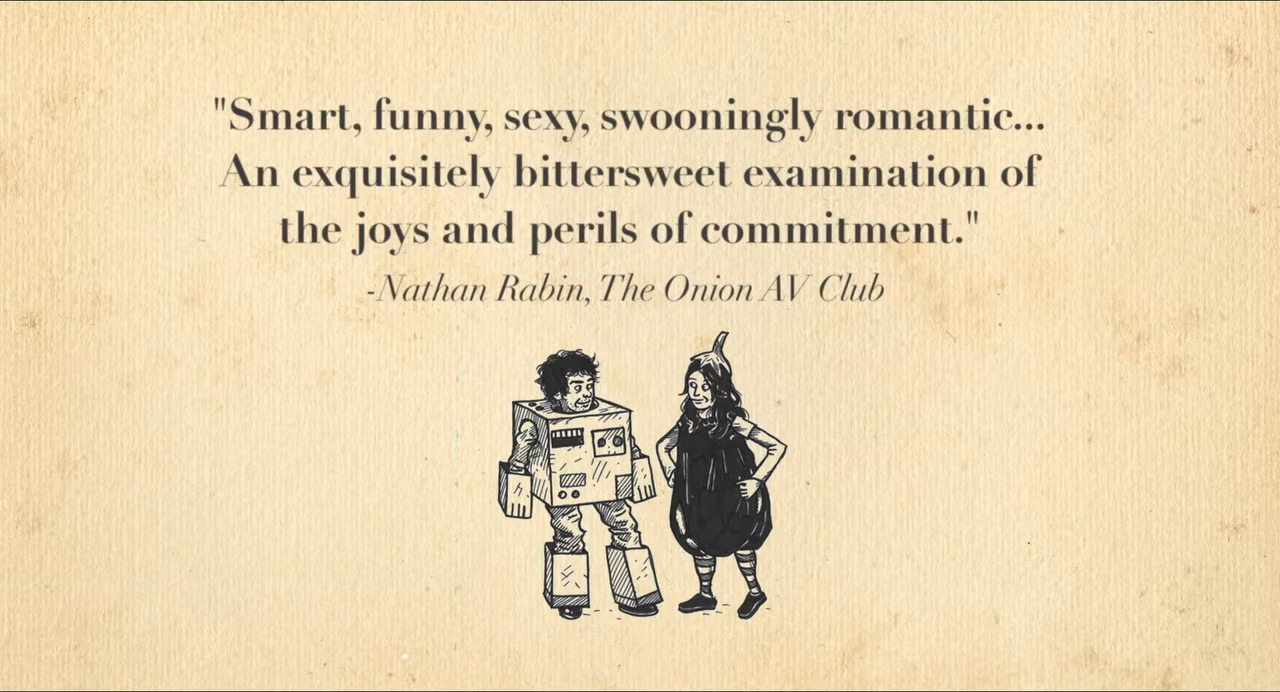 "Smart, funny, sexy, swooningly romantic...
An exquisitely bittersweet examination of
the joys and perils of commitment."
-Nathan Rabin, The Onion AV Club